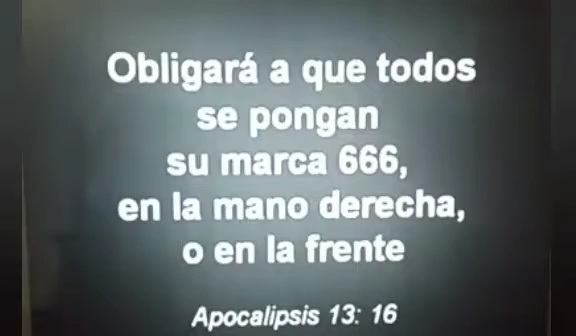 Obligará a que todos
se pongan
su marca 666,
en la mano derecha,
o en la frente
Apocalipsis 13: 16